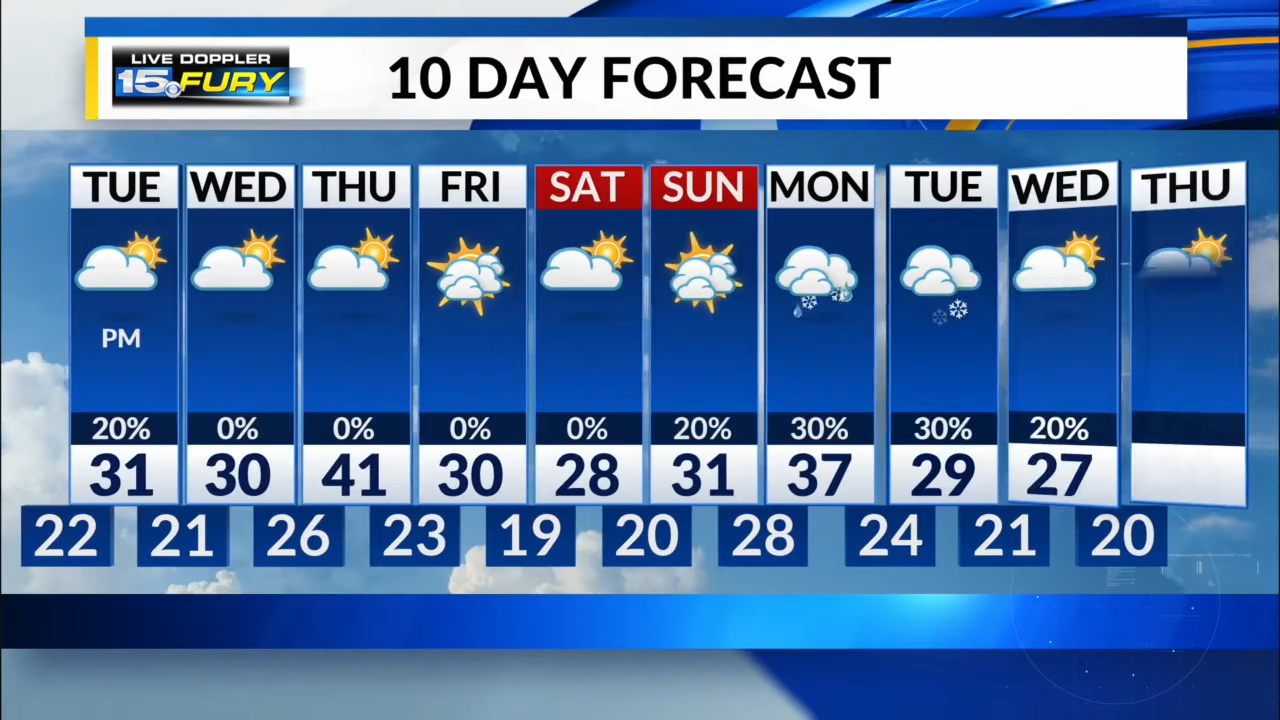 LIVE DOPPLER
15 FURY
10 DAY FORECAST
TUE WED THU FRI SAT SUN MON TUE WED THU
PM
20% 0% 0% 0% 0% 20% 30% 30% 20%
31 30 41 30 28 31 37 29 27
22 21 26 23 19 20 28 24 21 20